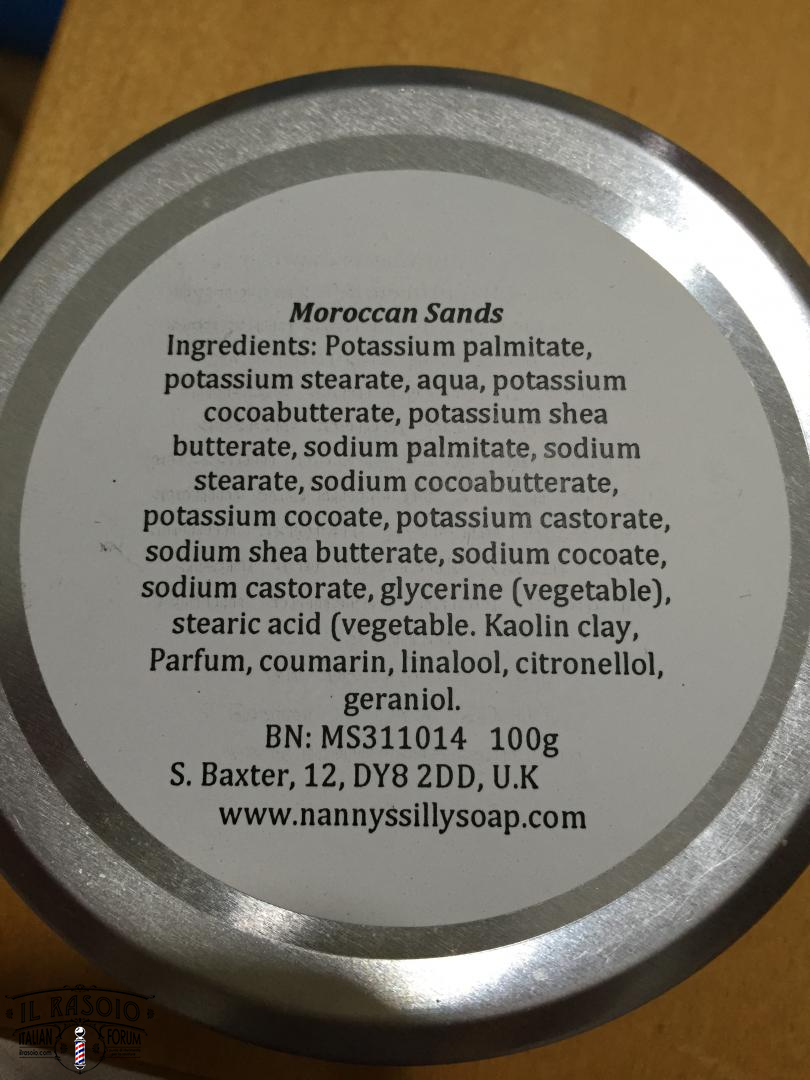 Moroccan Sands
Ingredients: Potassium palmitate,
potassium stearate, aqua, potassium
cocoabutterate, potassium shea
butterate, sodium palmitate, sodium
stearate, sodium cocoabutterate,
potassium cocoate, potassium castorate,
sodium shea butterate, sodium cocoate,
sodium castorate, glycerine (vegetable),
stearic acid (vegetable. Kaolin clay,
Parfum, coumarin, linalool, citronellol,
geraniol.
BN: MS311014 100g
S. Baxter, 12, DY8 2DD, U.K
www.nannyssillysoap.com
IL RASOIO
ITALIAN FORUM